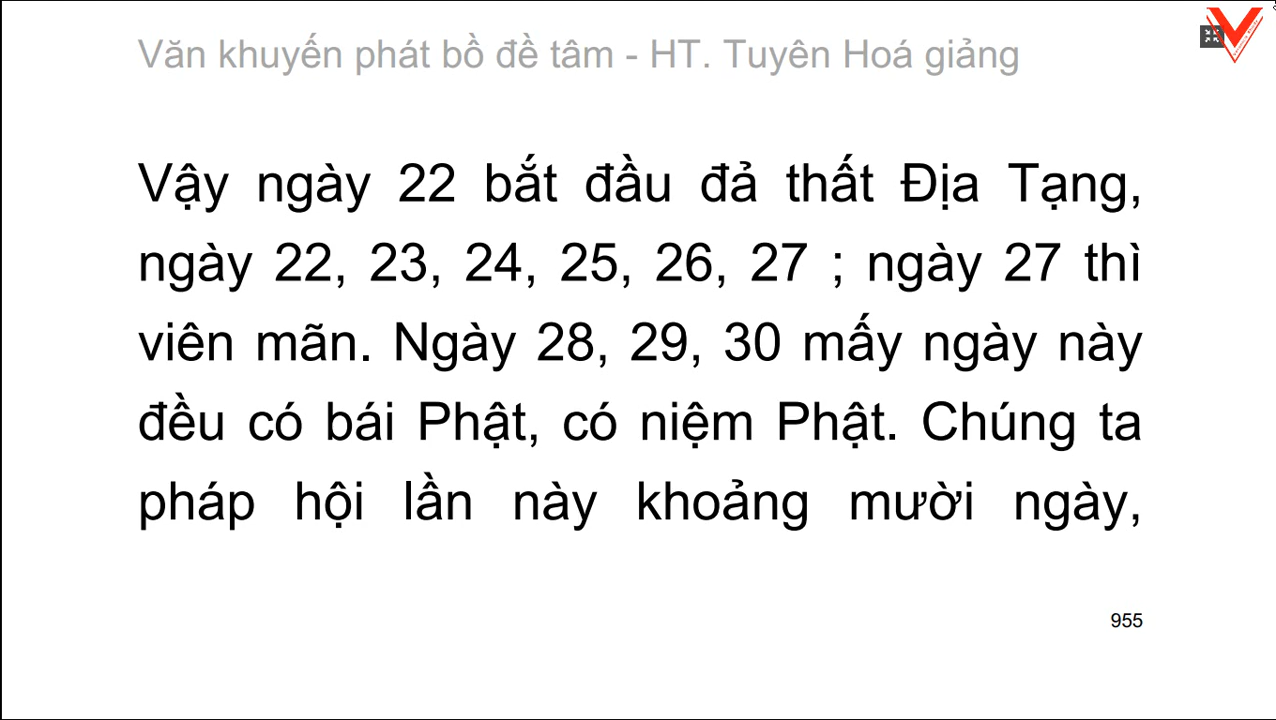 Văn khuyến phát bồ đề tâm - HT. Tuyên Hoá giảng
Vậy ngày 22 bắt đầu đả thất Địa Tạng,
ngày 22, 23, 24, 25, 26, 27 ; ngày 27 thì
viên mãn. Ngày 28, 29, 30 mấy ngày này
đều có bái Phật, có niệm Phật. Chúng ta
pháp hội lần này khoảng mười ngày,
955